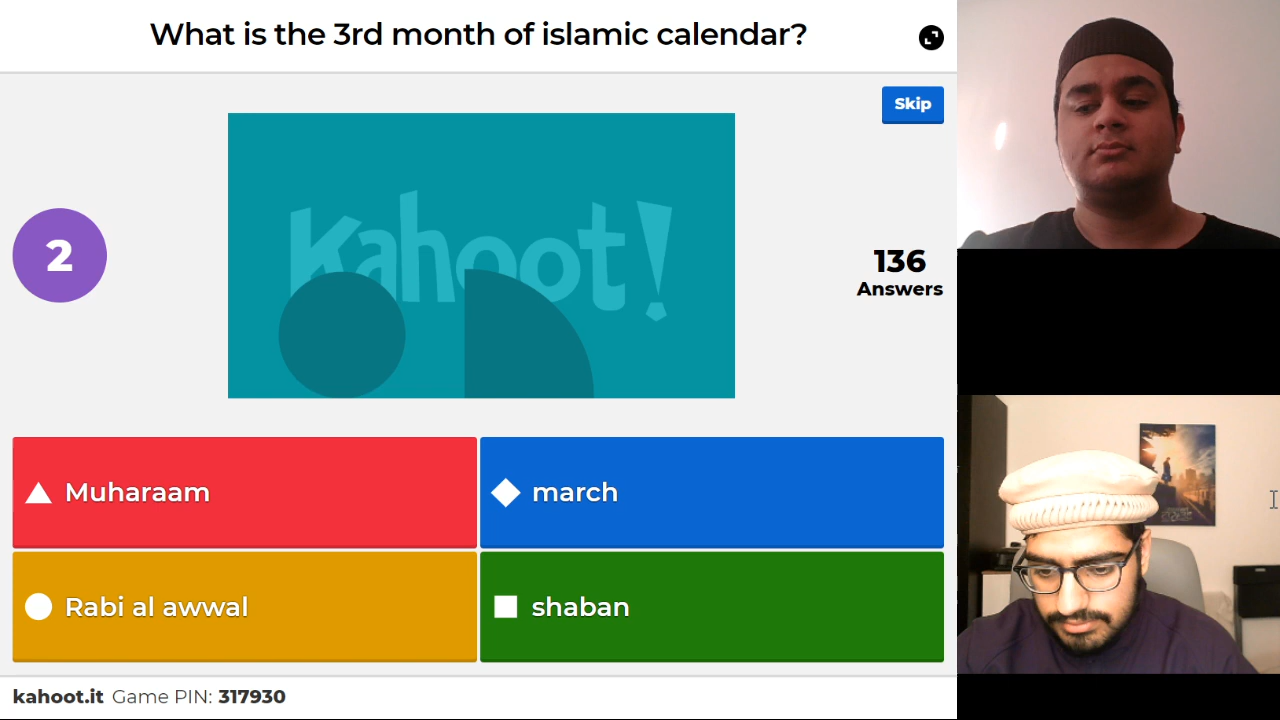 What is the 3rd month of islamic calendar?
Skip
Kahoot!
2
136
Answers
Muharaam
march
Rabi al awwal
shaban
kahoot.it Game PIN: 317930